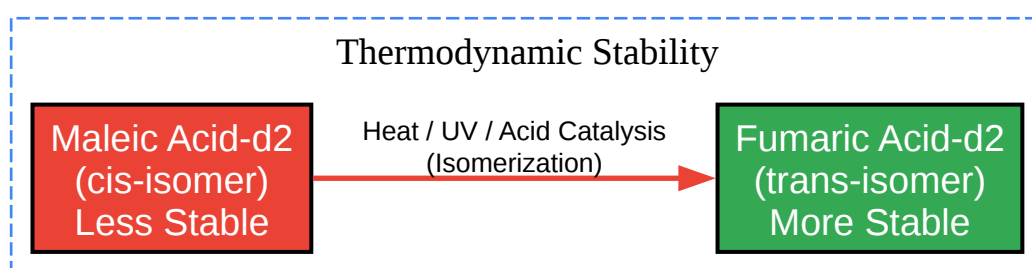 Thermodynamic Stability
Maleic Acid-d2
(cis-isomer)
Less Stable
Heat / UV / Acid Catalysis
(Isomerization)
Fumaric Acid-d2
(trans-isomer)
More Stable